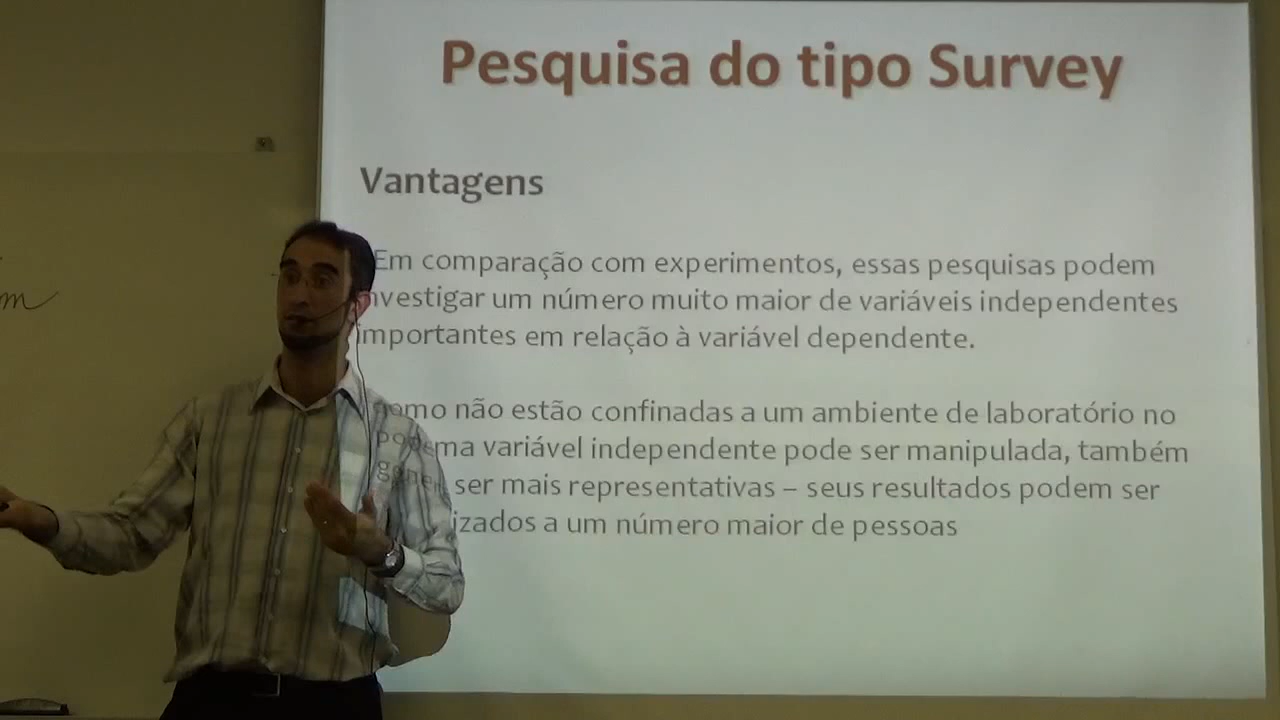 Pesquisa do tipo Survey
Vantagens
Em comparação com experimentos, essas pesquisas podem
investigar um número muito maior de variáveis independentes
importantes em relação à variável dependente.
como não estão confinadas a um ambiente de laboratório no
uma variável independente pode ser manipulada, também
podem ser mais representativas – seus resultados podem ser
generalizados a um número maior de pessoas